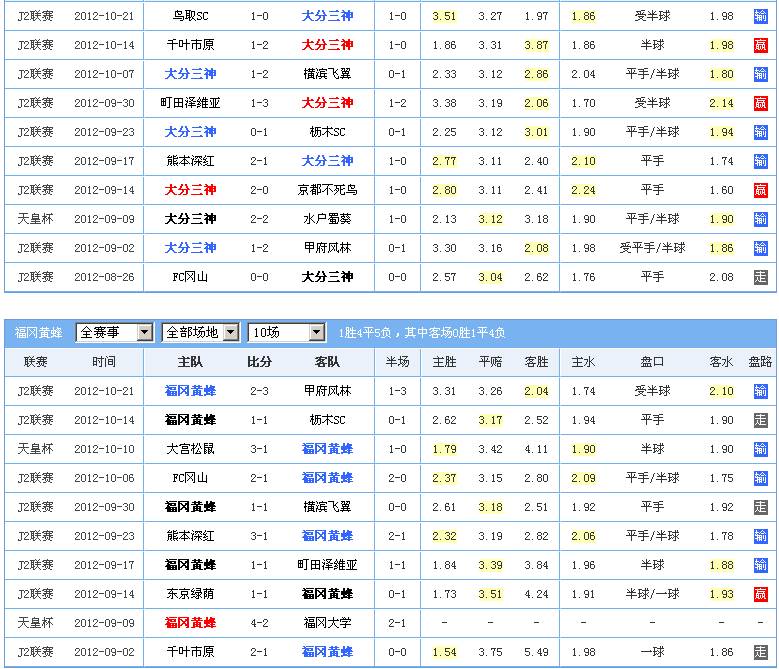 J2联赛 2012-10-21 鸟取SC 1-0 大分三神 1-0 3.51 3.27 1.97 1.86 受半球 1.98 输
J2联赛 2012-10-14 千叶市原 1-2 大分三神 1-0 1.86 3.31 3.87 1.86 半球 1.98 赢
J2联赛 2012-10-07 大分三神 1-2 横滨飞翼 0-1 2.33 3.12 2.86 2.04 平手/半球 1.80 输
J2联赛 2012-09-30 町田泽维亚 1-3 大分三神 1-2 3.38 3.19 2.06 1.70 受半球 2.14 赢
J2联赛 2012-09-23 大分三神 0-1 枥木SC 0-1 2.25 3.12 3.01 1.90 平手/半球 1.94 输
J2联赛 2012-09-17 熊本深红 2-1 大分三神 1-0 2.77 3.11 2.40 2.10 平手 1.74 输
J2联赛 2012-09-14 大分三神 2-0 京都不死鸟 1-0 2.80 3.11 2.41 2.24 平手 1.60 赢
天皇杯 2012-09-09 大分三神 2-2 水户蜀葵 1-0 2.13 3.12 3.18 1.90 平手/半球 1.90 输
J2联赛 2012-09-02 大分三神 1-2 甲府风林 0-1 3.30 3.16 2.08 1.98 受平手/半球 1.86 输
J2联赛 2012-08-26 FC冈山 0-0 大分三神 0-0 2.57 3.04 2.62 1.76 平手 2.08 走
福冈黄蜂 全赛事 全部场地 10场 1胜4平5负，其中客场0胜1平4负
联赛 时间 主队 比分 客队 半场 主胜 平赔 客胜 主水 盘口 客水 盘路
J2联赛 2012-10-21 福冈黄蜂 2-3 甲府风林 1-3 3.31 3.26 2.04 1.74 受半球 2.10 输
J2联赛 2012-10-14 福冈黄蜂 1-1 枥木SC 0-1 2.62 3.17 2.52 1.94 平手 1.90 走
天皇杯 2012-10-10 大宫松鼠 3-1 福冈黄蜂 1-0 1.79 3.42 4.11 1.90 半球 1.90 输
J2联赛 2012-10-06 FC冈山 2-1 福冈黄蜂 2-0 2.37 3.15 2.80 2.09 平手/半球 1.75 输
J2联赛 2012-09-30 福冈黄蜂 1-1 横滨飞翼 0-0 2.61 3.18 2.51 1.92 平手 1.92 走
J2联赛 2012-09-23 熊本深红 3-1 福冈黄蜂 2-1 2.32 3.19 2.82 2.06 平手/半球 1.78 输
J2联赛 2012-09-17 福冈黄蜂 1-1 町田泽维亚 1-1 1.84 3.39 3.84 1.96 半球 1.88 输
J2联赛 2012-09-14 东京绿荫 1-1 福冈黄蜂 0-1 1.73 3.51 4.24 1.91 半球/一球 1.93 赢
天皇杯 2012-09-09 福冈黄蜂 4-2 福冈大学 2-1 - - - - - - -
J2联赛 2012-09-02 千叶市原 2-1 福冈黄蜂 0-0 1.54 3.75 5.49 1.98 一球 1.86 走